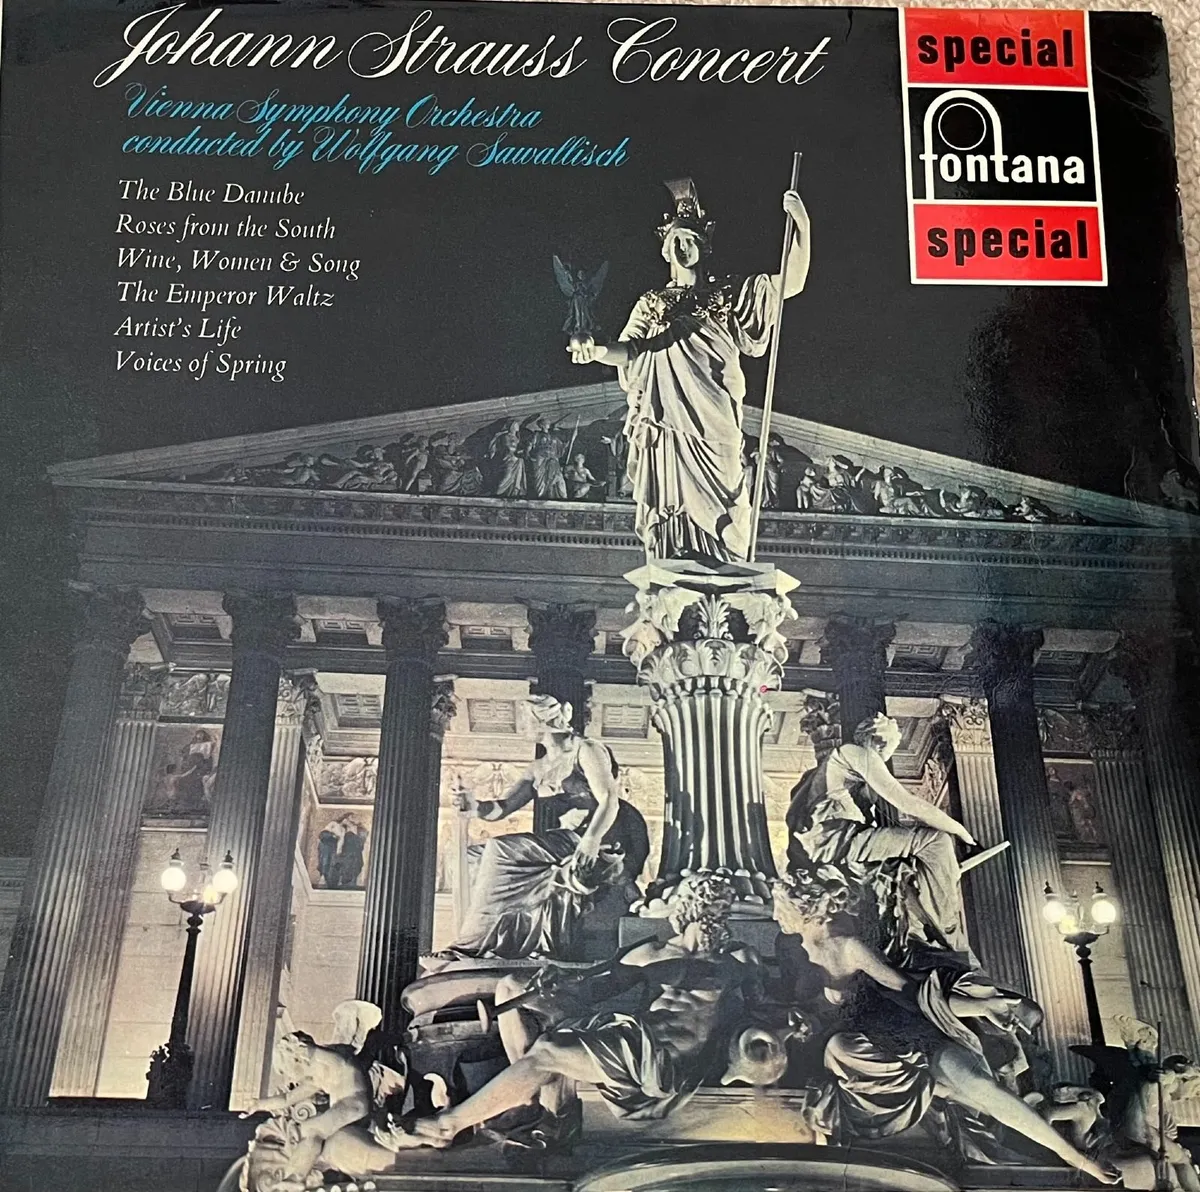 Johann Strauss Concert
Vienna Symphony Orchestra
conducted by Wolfgang Sawallisch
The Blue Danube
Roses from the South
Wine, Women & Song
The Emperor Waltz
Artist's Life
Voices of Spring
special
fontana
special